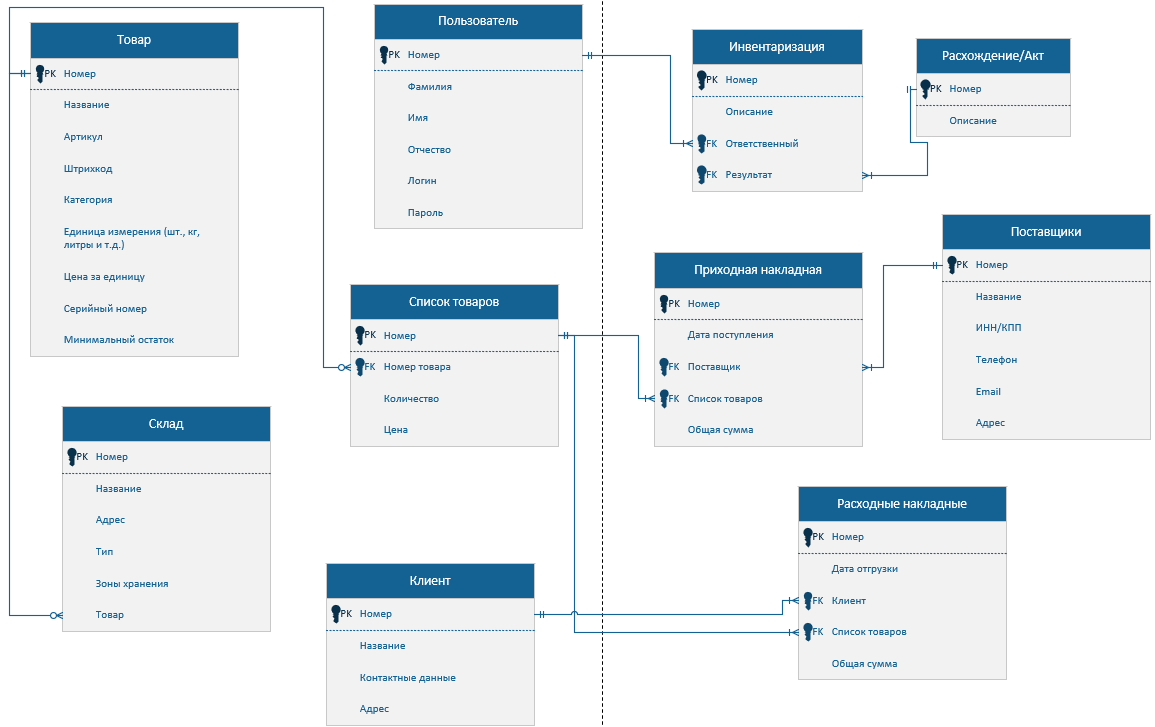 Товар
PK Номер
Название
Артикул
Штрихкод
Категория
Единица измерения (шт., кг,
литры и т.д.)
Цена за единицу
Серийный номер
Минимальный остаток
Пользователь
PK Номер
Фамилия
Имя
Отчество
Логин
Пароль
Инвентаризация
PK Номер
Описание
FK Ответственный
FK Результат
Расхождение/Акт
PK Номер
Описание
Список товаров
PK Номер
FK Номер товара
Количество
Цена
Приходная накладная
PK Номер
Дата поступления
FK Поставщик
FK Список товаров
Общая сумма
Поставщики
PK Номер
Название
ИНН/КПП
Телефон
Email
Адрес
Склад
PK Номер
Название
Адрес
Тип
Зоны хранения
Товар
Клиент
PK Номер
Название
Контактные данные
Адрес
Расходные накладные
PK Номер
Дата отгрузки
FK Клиент
FK Список товаров
Общая сумма